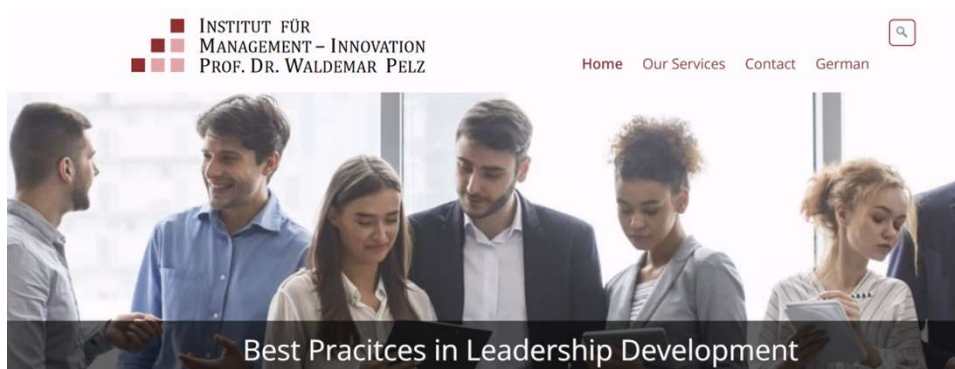 INSTITUT FÜR
MANAGEMENT – INNOVATION
PROF. DR. WALDEMAR PELZ
Home Our Services Contact German
Best Pracitces in Leadership Development